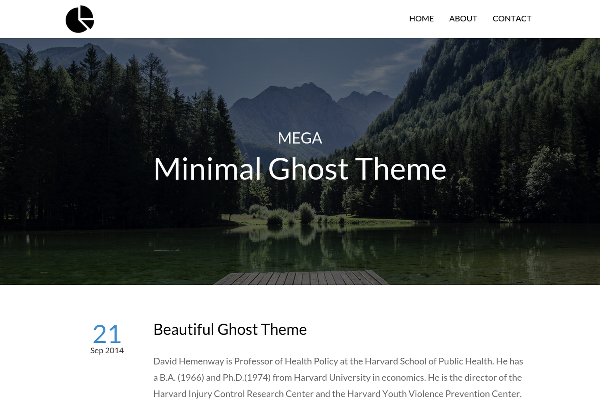 HOME ABOUT CONTACT
MEGA
Minimal Ghost Theme
21
Sep 2014
Beautiful Ghost Theme
David Hemenway is Professor of Health Policy at the Harvard School of Public Health. He has
a B.A. (1966) and Ph.D.(1974) from Harvard University in economics. He is the director of the
Harvard Injury Control Research Center and the Harvard Youth Violence Prevention Center.